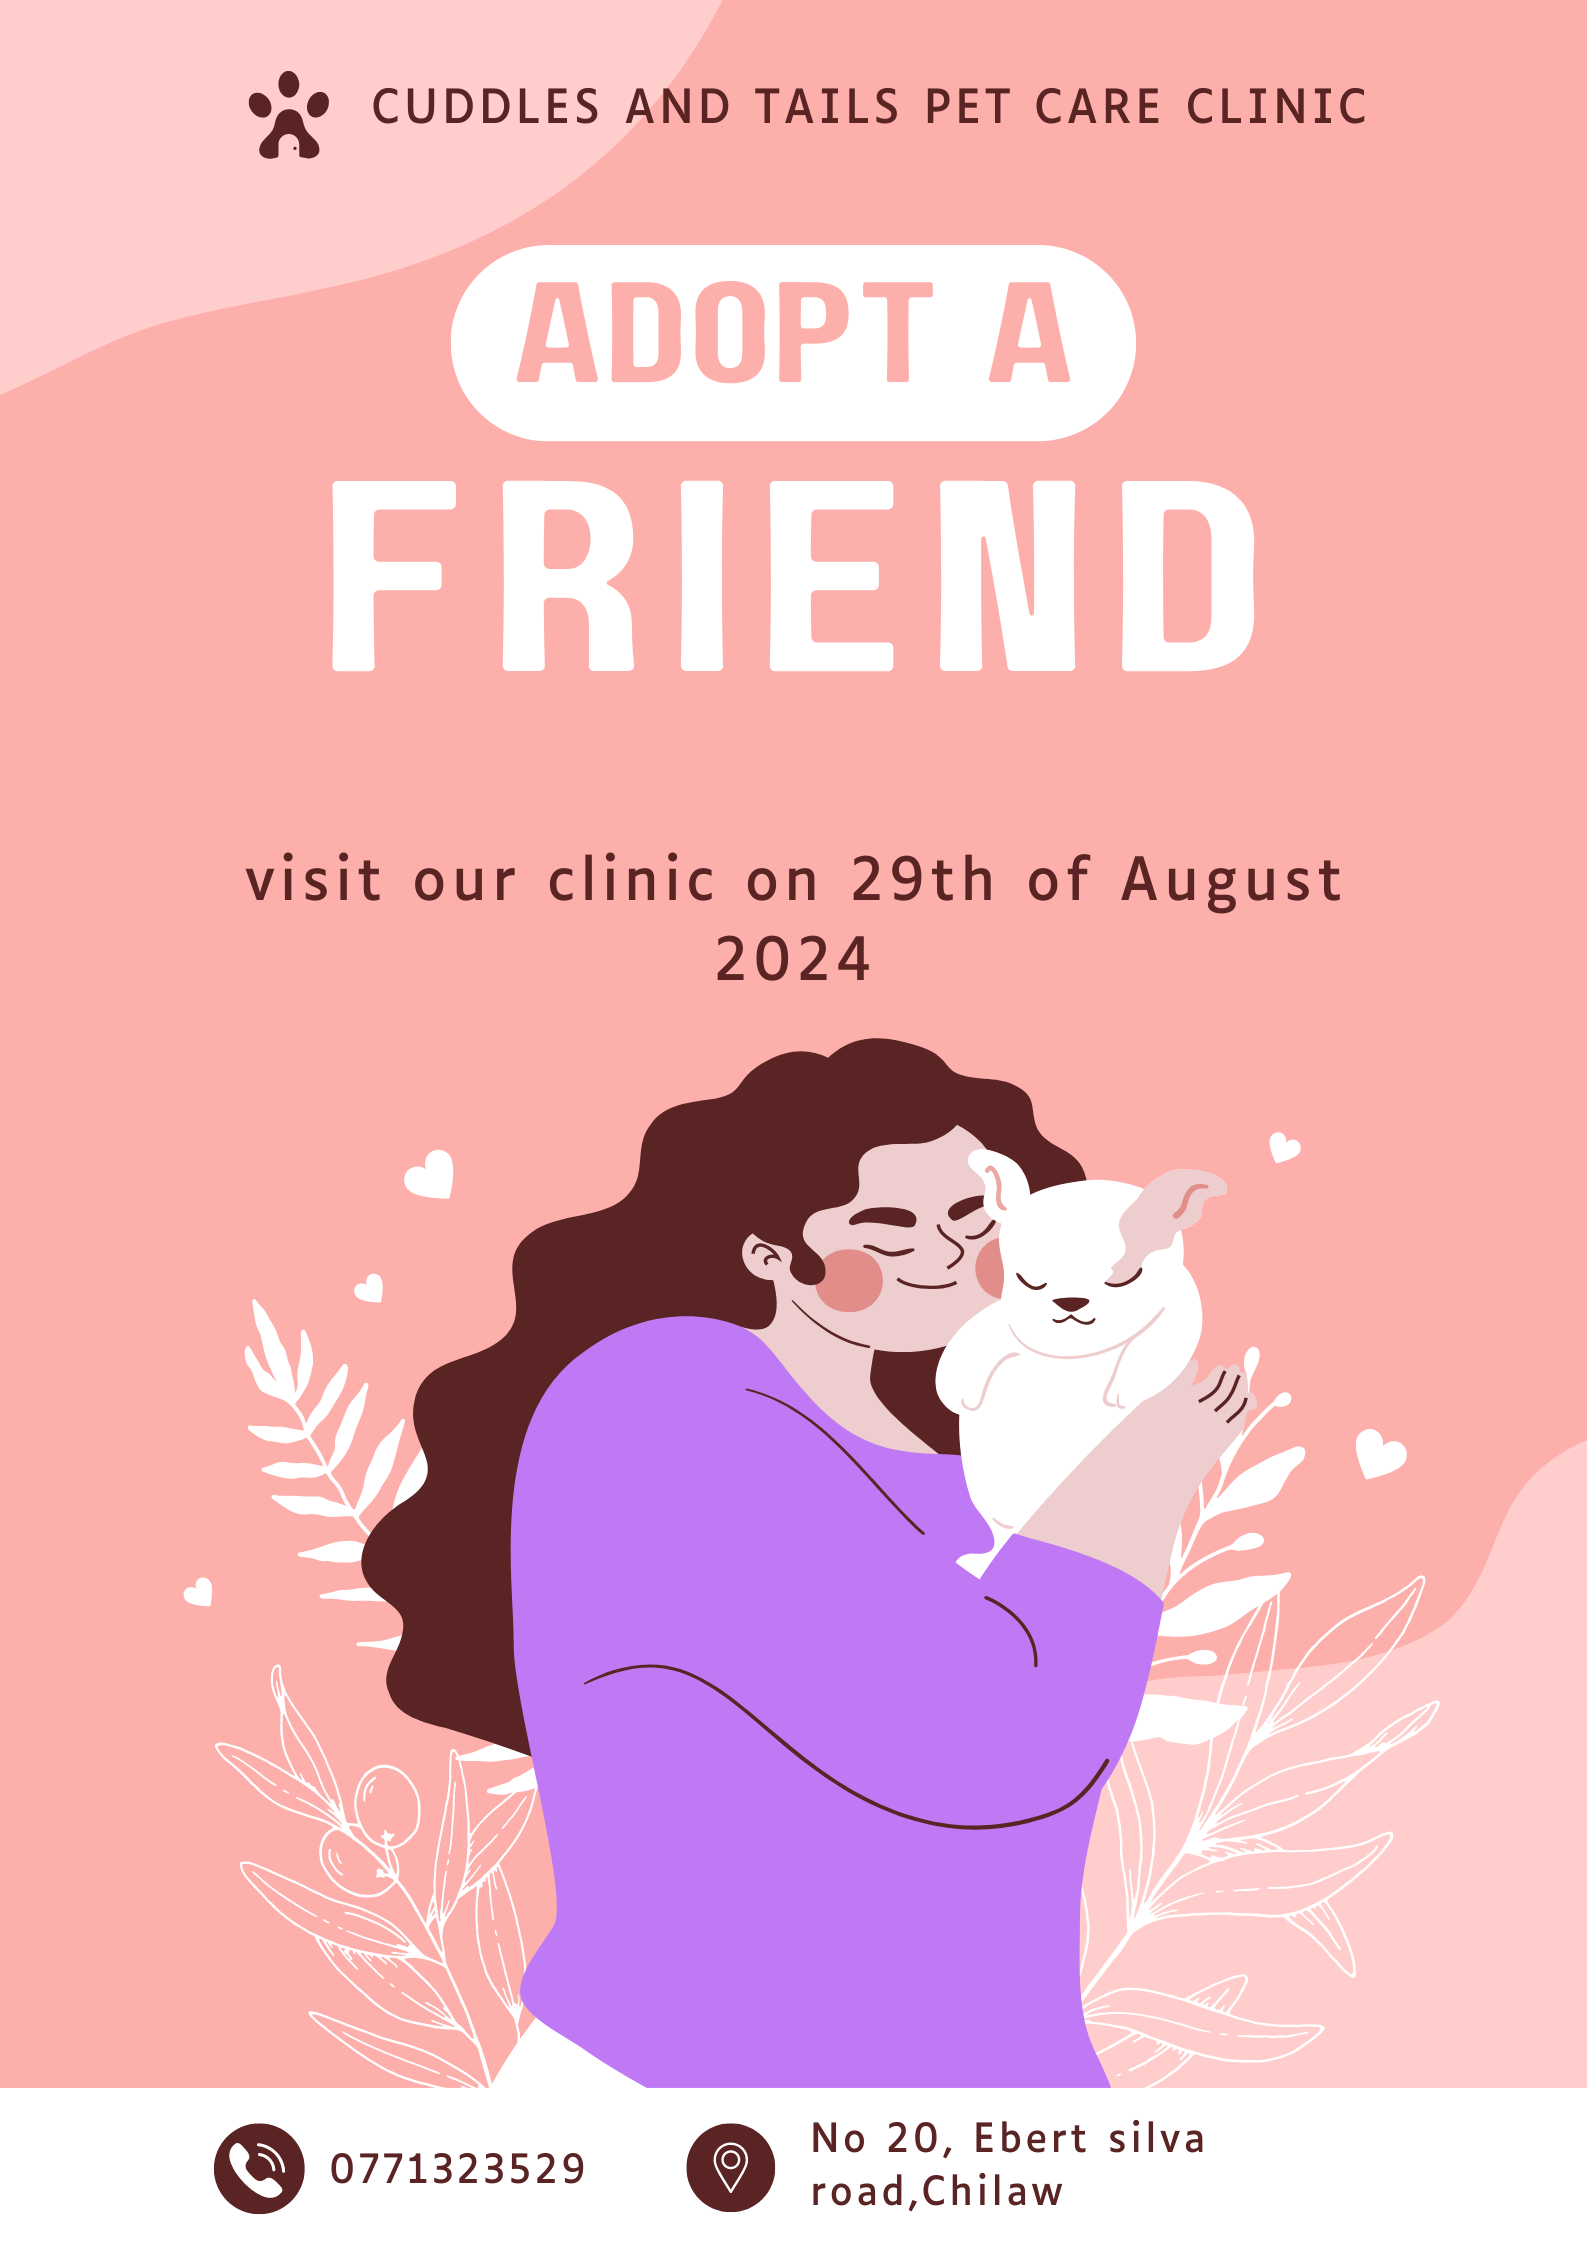 CUDDLES AND TAILS PET CARE CLINIC
ADOPT A
FRIEND
visit our clinic on 29th of August
2024
0771323529
No 20, Ebert silva
road,Chilaw